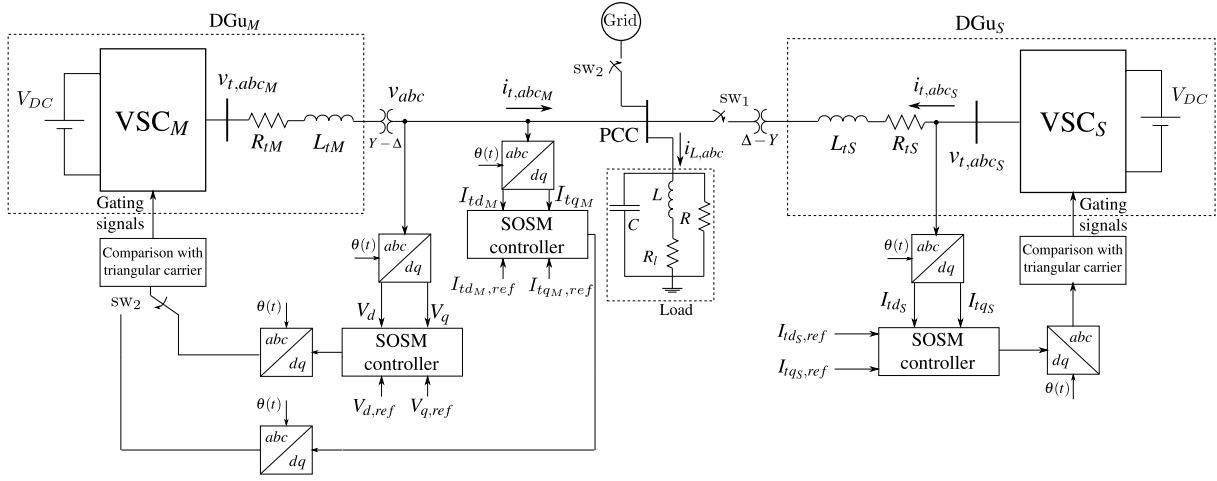 DGu_M
Grid
DGu_S
V_DC
VSC_M
v_t,abc_M
R_tM
L_tM
v_abc
Y−Δ
i_t,abc_M
sw_2
PCC
sw_1
Δ−Y
i_t,abc_S
L_tS
R_tS
v_t,abc_S
VSC_S
V_DC
i_L,abc
L
R
C
R_l
Load
θ(t)
abc
dq
I_td_M
I_tq_M
SOSM
controller
I_td_M,ref
I_tq_M,ref
Gating
signals
Comparison with
triangular carrier
sw_2
θ(t)
abc
dq
V_d
V_q
SOSM
controller
V_d,ref
V_q,ref
θ(t)
abc
dq
θ(t)
abc
dq
θ(t)
abc
dq
I_td_S
I_tq_S
I_td_S,ref
I_tq_S,ref
SOSM
controller
Gating
signals
Comparison with
triangular carrier
abc
dq
θ(t)